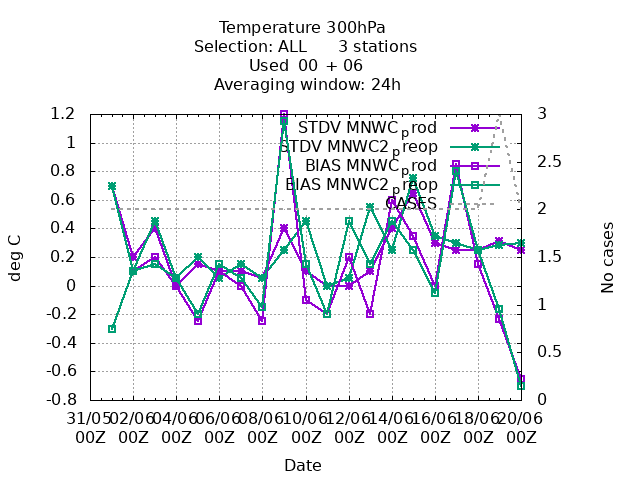 Temperature 300hPa
Selection: ALL 3 stations
Used 00 + 06
Averaging window: 24h
1.2
1
0.8
0.6
0.4
0.2
0
-0.2
-0.4
-0.6
-0.8
deg C
3
2.5
2
1.5
1
0.5
0
No cases
STDV MNWC_prod
STDV MNWC2_preop
BIAS MNWC_prod
BIAS MNWC2_preop
CASES
31/05 02/06 04/06 06/06 08/06 10/06 12/06 14/06 16/06 18/06 20/06
00Z 00Z 00Z 00Z 00Z 00Z 00Z 00Z 00Z 00Z 00Z
Date